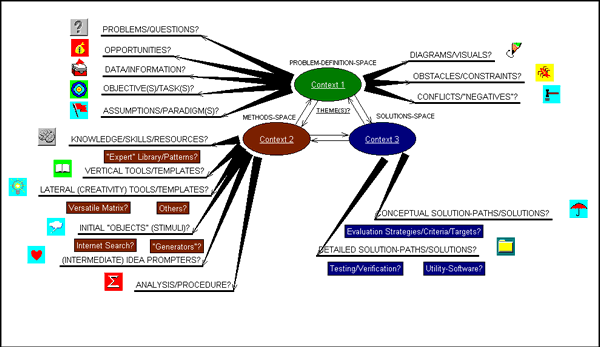 PROBLEMS/QUESTIONS?
OPPORTUNITIES?
DATA/INFORMATION?
OBJECTIVE(S)/TASK(S)?
ASSUMPTIONS/PARADIGM(S)?
PROBLEM-DEFINITION-SPACE
Context 1
DIAGRAMS/VISUALS?
OBSTACLES/CONSTRAINTS?
CONFLICTS/"NEGATIVES"?
THEME(S)?
METHODS-SPACE
SOLUTIONS-SPACE
Context 2
Context 3
KNOWLEDGE/SKILLS/RESOURCES?
"Expert" Library/Patterns?
VERTICAL TOOLS/TEMPLATES?
LATERAL (CREATIVITY) TOOLS/TEMPLATES?
Versatile Matrix?
Others?
INITIAL "OBJECTS" (STIMULI)?
Internet Search?
"Generators"?
(INTERMEDIATE) IDEA PROMPTERS?
Σ
ANALYSIS/PROCEDURE?
CONCEPTUAL SOLUTION-PATHS/SOLUTIONS?
Evaluation Strategies/Criteria/Targets?
DETAILED SOLUTION-PATHS/SOLUTIONS?
Testing/Verification?
Utility-Software?